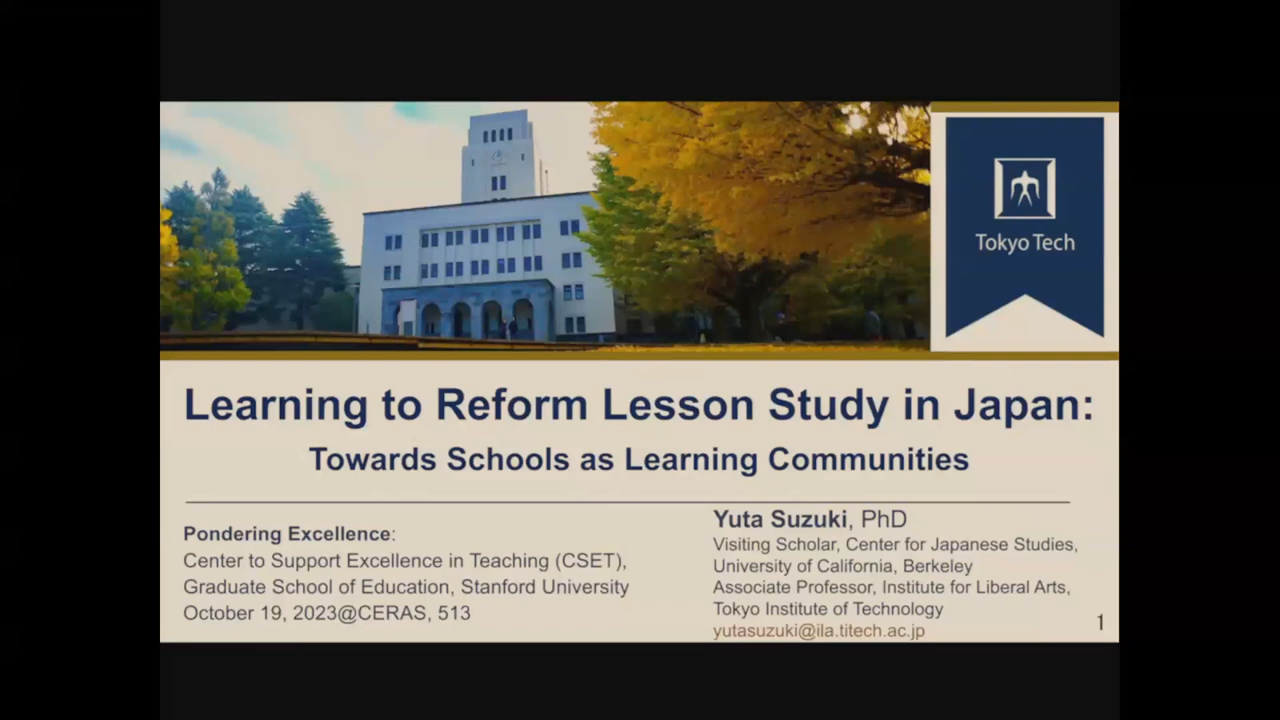 Tokyo Tech
Learning to Reform Lesson Study in Japan:
Towards Schools as Learning Communities
Pondering Excellence:
Center to Support Excellence in Teaching (CSET),
Graduate School of Education, Stanford University
October 19, 2023@CERAS, 513
Yuta Suzuki, PhD
Visiting Scholar, Center for Japanese Studies,
University of California, Berkeley
Associate Professor, Institute for Liberal Arts,
Tokyo Institute of Technology
yutasuzuki@ila.titech.ac.jp
1